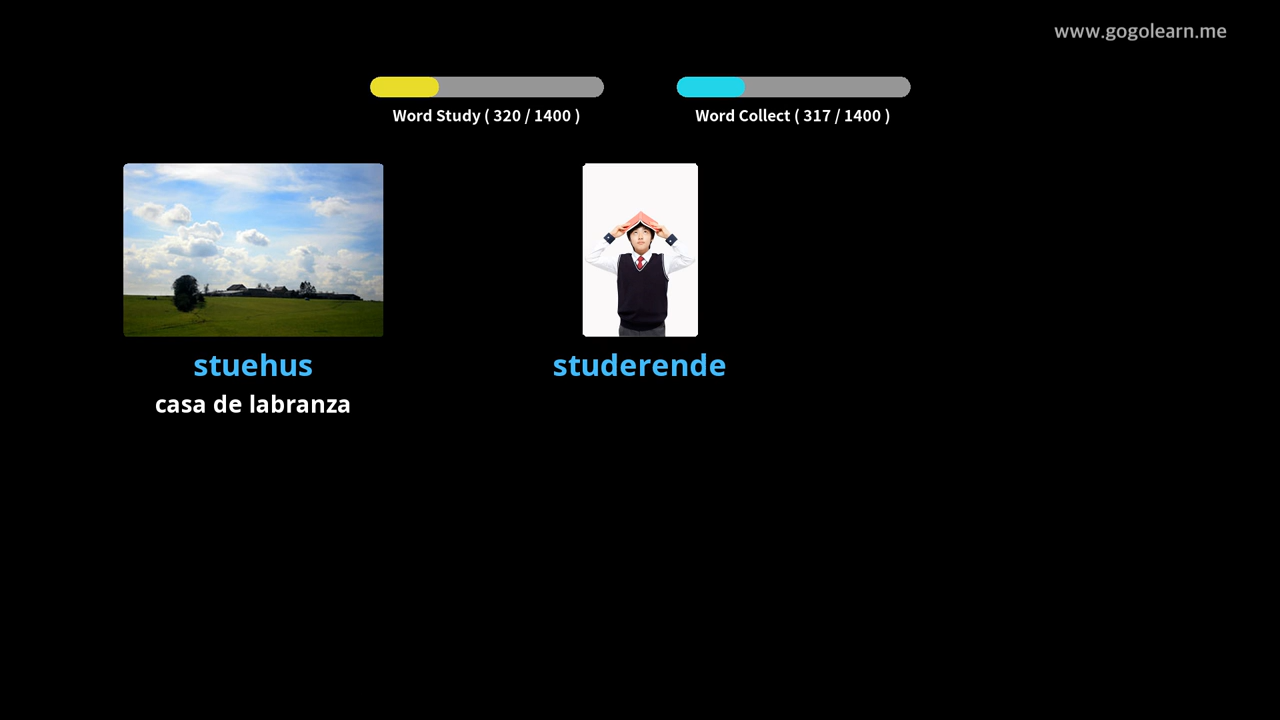 www.gogolearn.me
Word Study ( 320 / 1400 )
Word Collect ( 317 / 1400 )
stuehus
casa de labranza
studerende